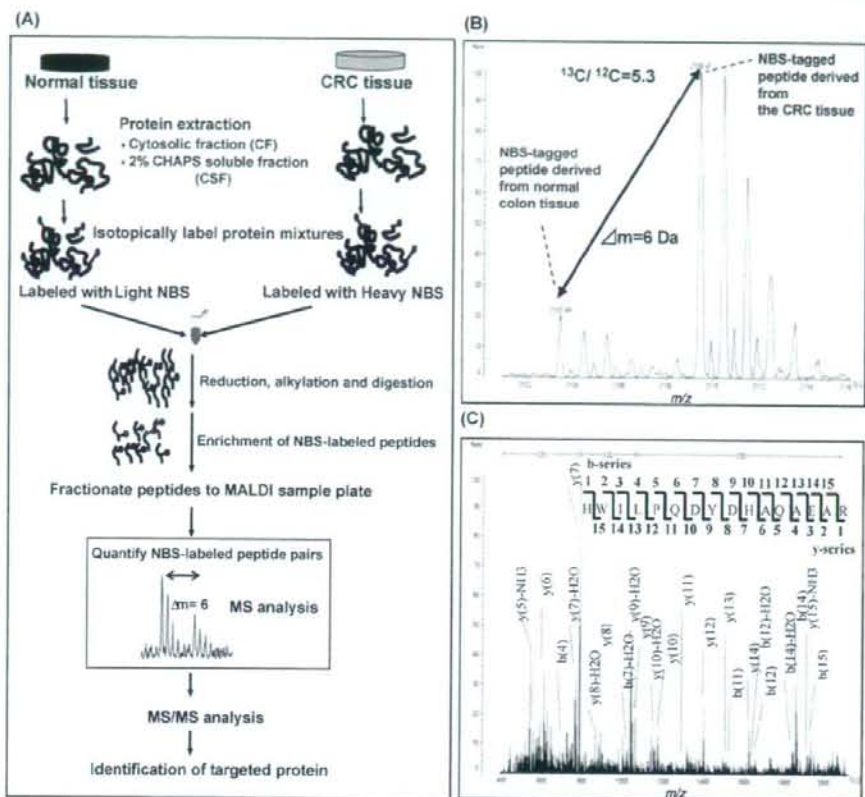 (A)
Normal tissue
CRC tissue
Protein extraction
• Cytosolic fraction (CF)
• 2% CHAPS soluble fraction
(CSF)
Isotopically label protein mixtures
Labeled with Light NBS
Labeled with Heavy NBS
Reduction, alkylation and digestion
Enrichment of NBS-labeled peptides
Fractionate peptides to MALDI sample plate
Quantify NBS-labeled peptide pairs
Δm= 6
MS analysis
MS/MS analysis
Identification of targeted protein
(B)
¹³C/ ¹²C=5.3
NBS-tagged
peptide derived
from
the CRC tissue
NBS-tagged
peptide derived
from normal
colon tissue
Δm=6 Da
m/z
(C)
b-series
1 2 3 4 5 6 7 8 9 10 11 12 13 14 15
H W I L P Q D Y D H A Q A E A R
15 14 13 12 11 10 9 8 7 6 5 4 3 2 1
y-series
y(5)-NH3
y(6)
b(4)
y(7)-H2O
y(7)
y(8)-H2O
y(8)
y(9)-H2O
y(9)
y(10)-H2O
y(10)
y(11)
y(12)
y(13)
b(11)
y(14)
b(12)-H2O
b(12)
b(14)-H2O
b(14)
y(15)-NH3
b(15)
m/z